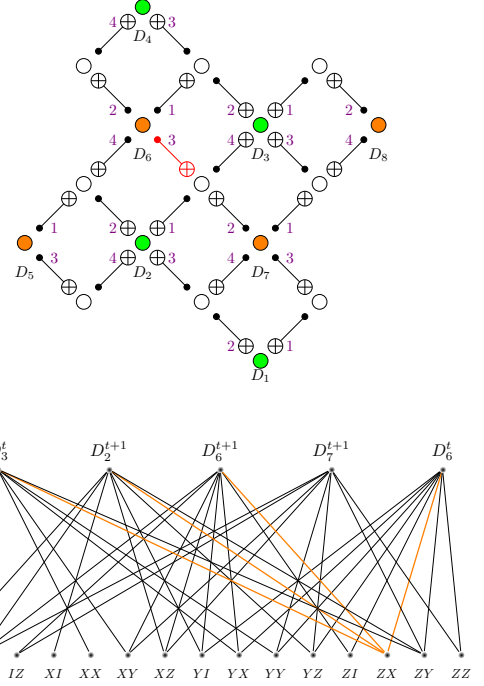 4 3
D₄
2 1 2 1 2
4 3 4 3 4
D₆ D₃ D₈
1 2 1 2 1
D₅ 3 4 D₂ 3 4 D₇ 3
2 1
D₁
D₂ᵗ⁺¹ D₆ᵗ⁺¹ D₇ᵗ⁺¹ D₆ᵗ
IZ XI XX XY XZ YI YX YY YZ ZI ZX ZY ZZ